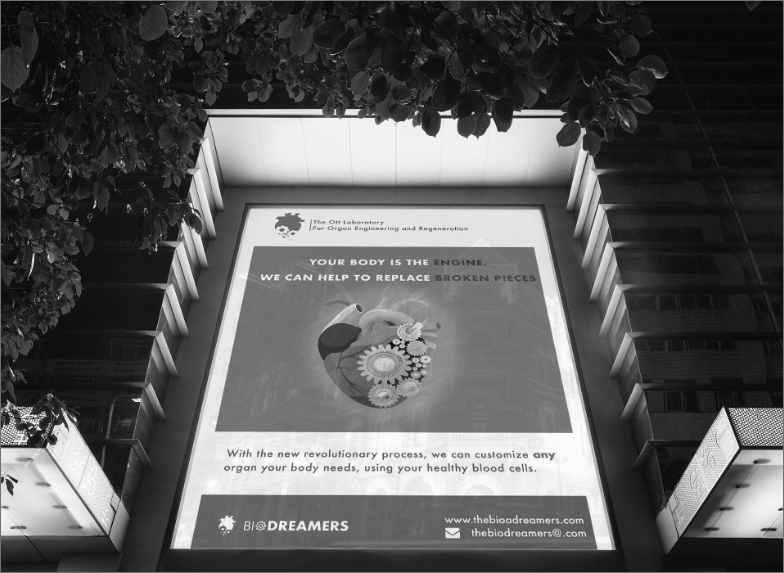 The Ott Laboratory
For Organ Engineering and Regeneration
YOUR BODY IS THE ENGINE,
WE CAN HELP TO REPLACE BROKEN PIECES
With the new revolutionary process, we can customize any
organ your body needs, using your healthy blood cells.
BIODREAMERS
www.thebioadreamers.com
thebiodreamers@.com